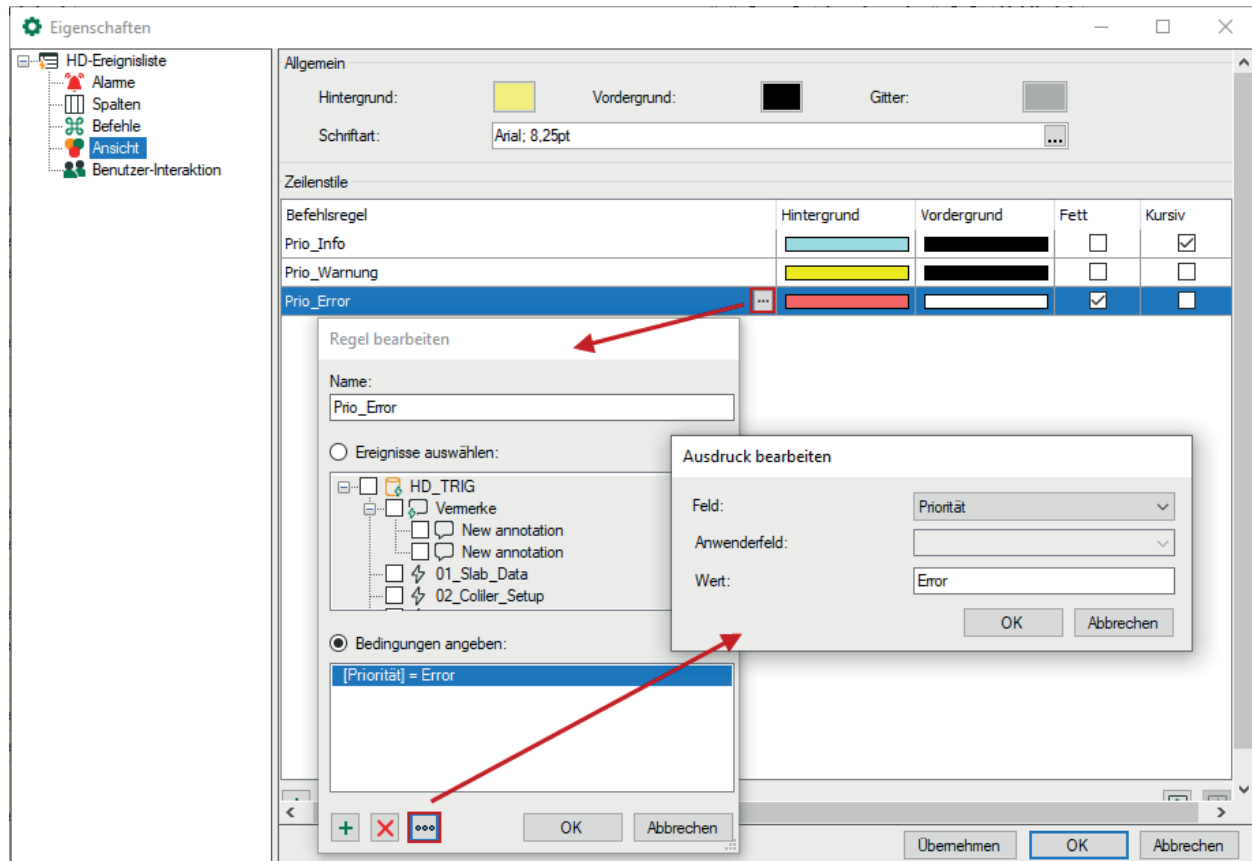 Eigenschaften
HD-Ereignisliste
Alarme
Spalten
Befehle
Ansicht
Benutzer-Interaktion
Allgemein
Hintergrund: Vordergrund: Gitter:
Schriftart: Arial; 8,25pt ...
Zeilenstile
Befehlsregel Hintergrund Vordergrund Fett Kursiv
Prio_Info
Prio_Warnung
Prio_Error ...
Regel bearbeiten
Name:
Prio_Error
Ereignisse auswählen:
HD_TRIG
Vermerke
New annotation
New annotation
01_Slab_Data
02_Coliler_Setup
Bedingungen angeben:
[Priorität] = Error
OK Abbrechen
Ausdruck bearbeiten
Feld: Priorität
Anwenderfeld:
Wert: Error
OK Abbrechen
Übernehmen OK Abbrechen